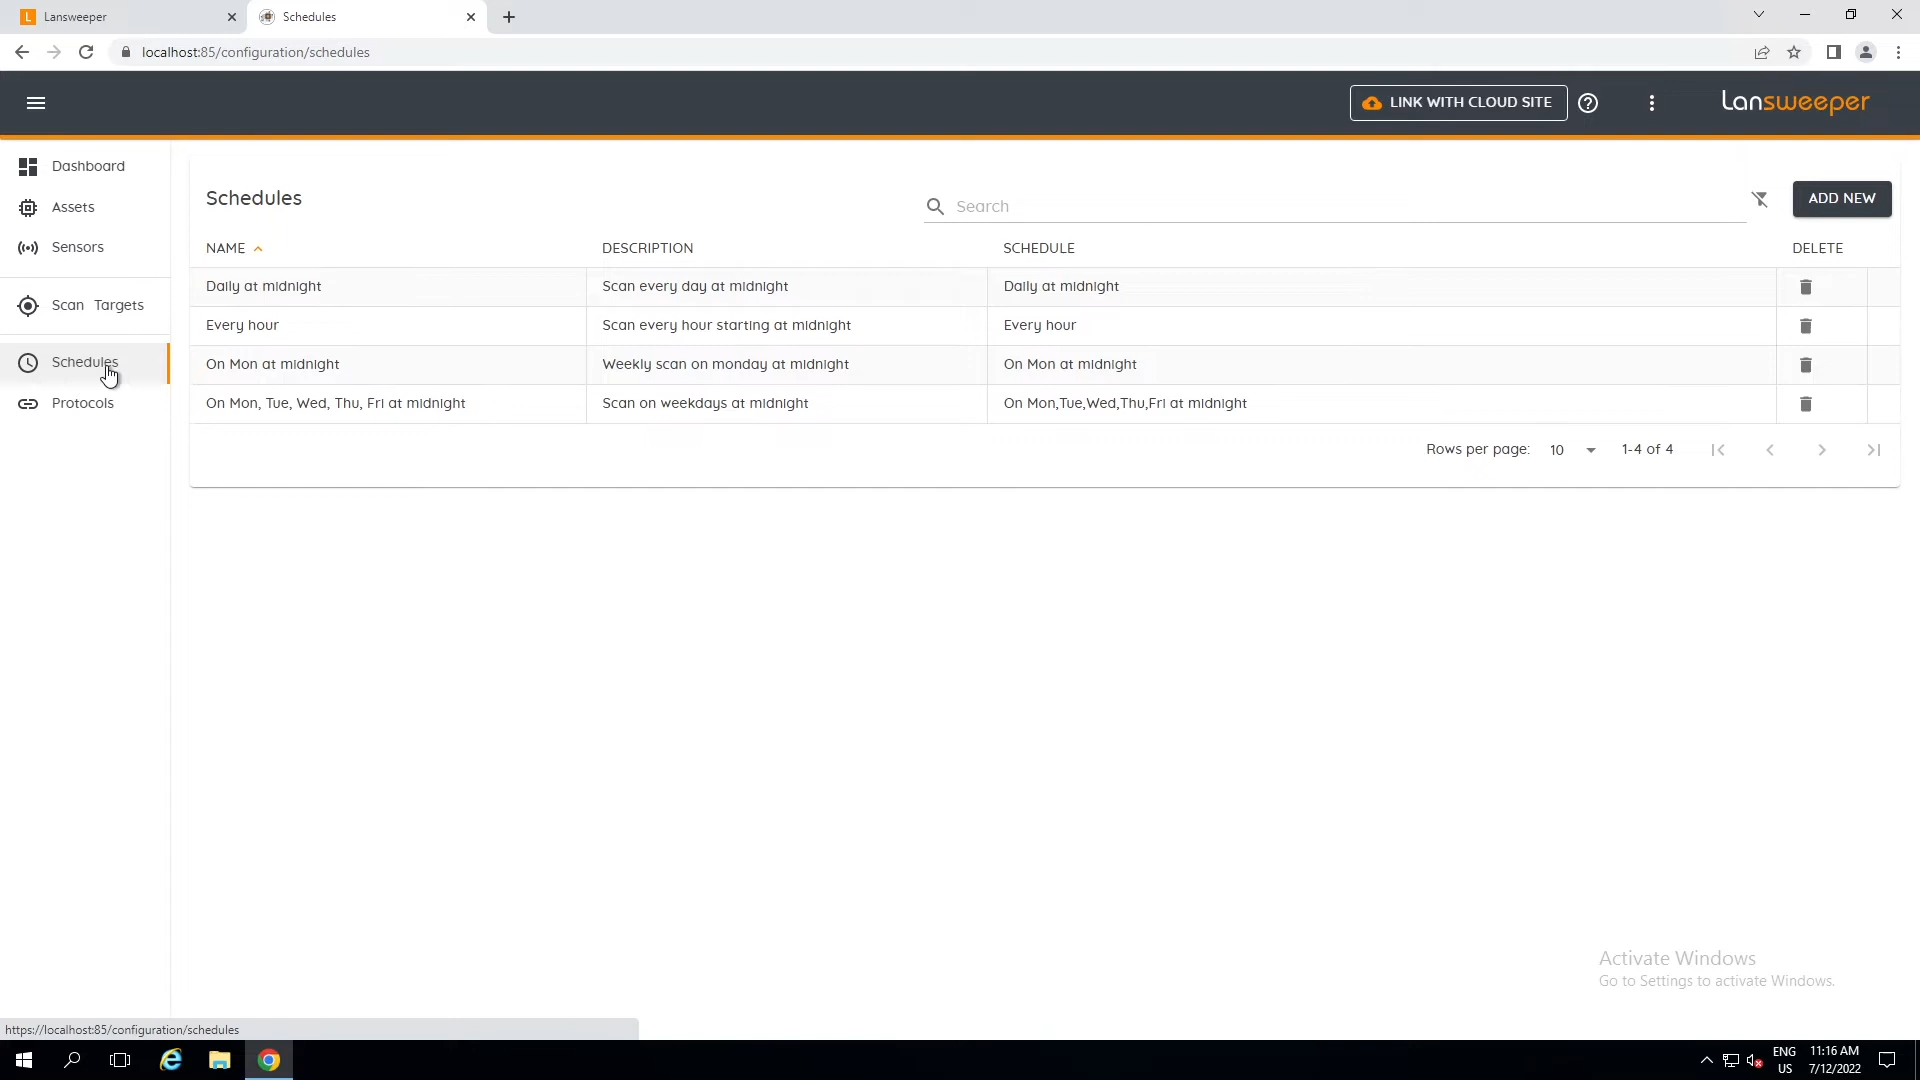 Lansweeper
Schedules
localhost:85/configuration/schedules
LINK WITH CLOUD SITE
Lansweeper
Dashboard
Assets
Sensors
Scan Targets
Schedules
Protocols
Schedules
Search
ADD NEW
NAME DESCRIPTION SCHEDULE DELETE
Daily at midnight Scan every day at midnight Daily at midnight
Every hour Scan every hour starting at midnight Every hour
On Mon at midnight Weekly scan on monday at midnight On Mon at midnight
On Mon, Tue, Wed, Thu, Fri at midnight Scan on weekdays at midnight On Mon,Tue,Wed,Thu,Fri at midnight
Rows per page: 10 1-4 of 4
Activate Windows
Go to Settings to activate Windows.
https://localhost:85/configuration/schedules
ENG
US
11:16 AM
7/12/2022